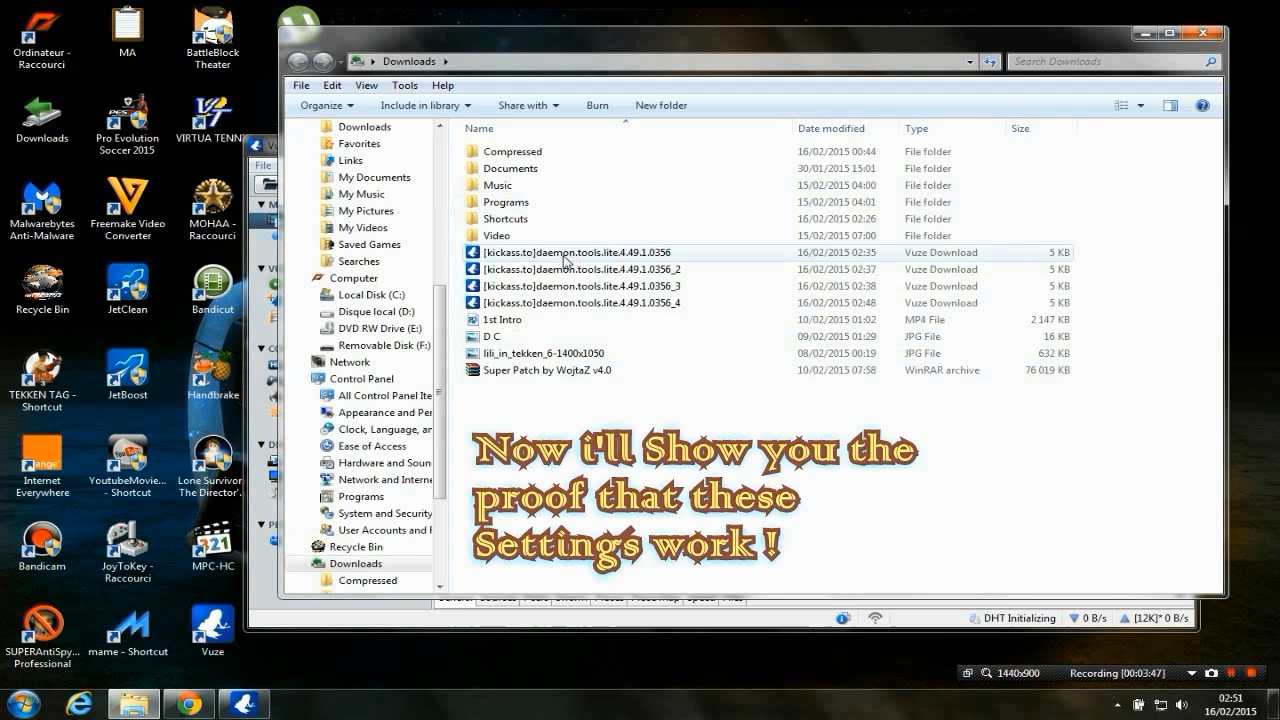 Ordinateur -
Raccourci
MA
BattleBlock
Theater
Downloads
Pro Evolution
Soccer 2015
VIRTUA TENN
Malwarebytes
Anti-Malware
Freemake Video
Converter
MOHAA -
Raccourci
Recycle Bin
JetClean
Bandicut
TEKKEN TAG -
Shortcut
JetBoost
Handbrake
Internet
Everywhere
YoutubeMovie...
- Shortcut
Lone Survivor
The Director'.
Bandicam
JoyToKey -
Raccourci
MPC-HC
SUPERAntiSpy...
Professional
mame - Shortcut
Vuze
File
Downloads
Search Downloads
File Edit View Tools Help
Organize Include in library Share with Burn New folder
Downloads
Favorites
Links
My Documents
My Music
My Pictures
My Videos
Saved Games
Searches
Computer
Local Disk (C:)
Disque local (D:)
DVD RW Drive (E:)
Removable Disk (F:)
Network
Control Panel
All Control Panel Ite
Appearance and Per
Clock, Language, an
Ease of Access
Hardware and Soun
Network and Interne
Programs
System and Security
User Accounts and F
Recycle Bin
Downloads
Compressed
Name Date modified Type Size
Compressed 16/02/2015 00:44 File folder
Documents 30/01/2015 15:01 File folder
Music 15/02/2015 04:00 File folder
Programs 15/02/2015 04:01 File folder
Shortcuts 16/02/2015 02:26 File folder
Video 15/02/2015 07:00 File folder
[kickass.to]daemon.tools.lite.4.49.1.0356 16/02/2015 02:35 Vuze Download 5 KB
[kickass.to]daemon.tools.lite.4.49.1.0356_2 16/02/2015 02:37 Vuze Download 5 KB
[kickass.to]daemon.tools.lite.4.49.1.0356_3 16/02/2015 02:38 Vuze Download 5 KB
[kickass.to]daemon.tools.lite.4.49.1.0356_4 16/02/2015 02:48 Vuze Download 5 KB
1st Intro 10/02/2015 01:02 MP4 File 2 147 KB
D C 09/02/2015 01:29 JPG File 16 KB
lili_in_tekken_6-1400x1050 08/02/2015 00:19 JPG File 632 KB
Super Patch by WojtaZ v4.0 10/02/2015 07:58 WinRAR archive 76 019 KB
Now i'll Show you the
proof that these
Settings work !
DHT Initializing 0 B/s [12K]* 0 B/s
1440x900 Recording [00:03:47]
02:51
16/02/2015